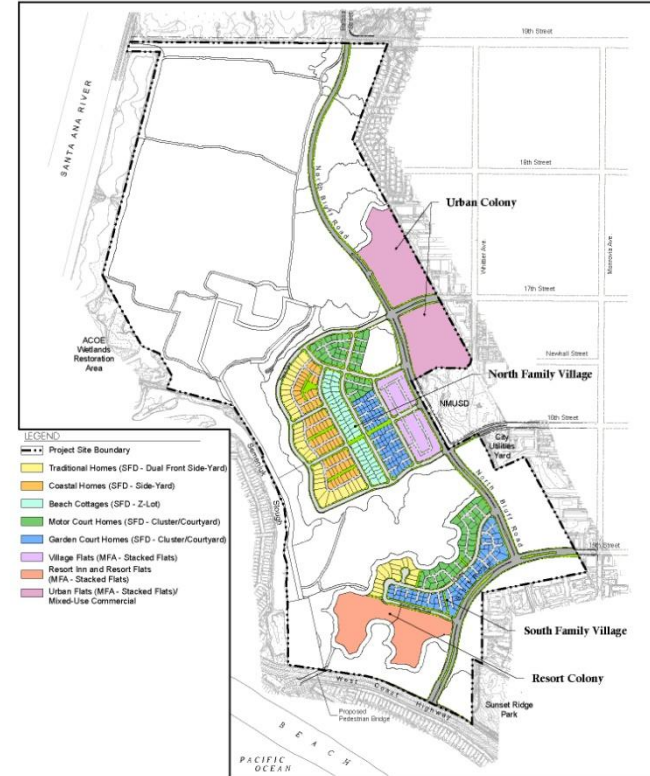 19th Street
SANTA ANA RIVER
18th Street
North Bluff Road
Urban Colony
Whittier Ave
Monrovia Ave
17th Street
ACOE
Wetlands
Restoration
Area
Newhall Street
North Family Village
NMUSD
16th Street
City
Utilities
Yard
LEGEND
Project Site Boundary
Traditional Homes (SFD - Dual Front Side-Yard)
Coastal Homes (SFD - Side-Yard)
Beach Cottages (SFD - Z-Lot)
Motor Court Homes (SFD - Cluster/Courtyard)
Garden Court Homes (SFD - Cluster/Courtyard)
Village Flats (MFA - Stacked Flats)
Resort Inn and Resort Flats
(MFA - Stacked Flats)
Urban Flats (MFA - Stacked Flats)/
Mixed-Use Commercial
Semeniuk
Slough
North Bluff Road
15th Street
South Family Village
Resort Colony
West Coast Highway
Sunset Ridge
Park
Proposed
Pedestrian Bridge
BEACH
PACIFIC
OCEAN